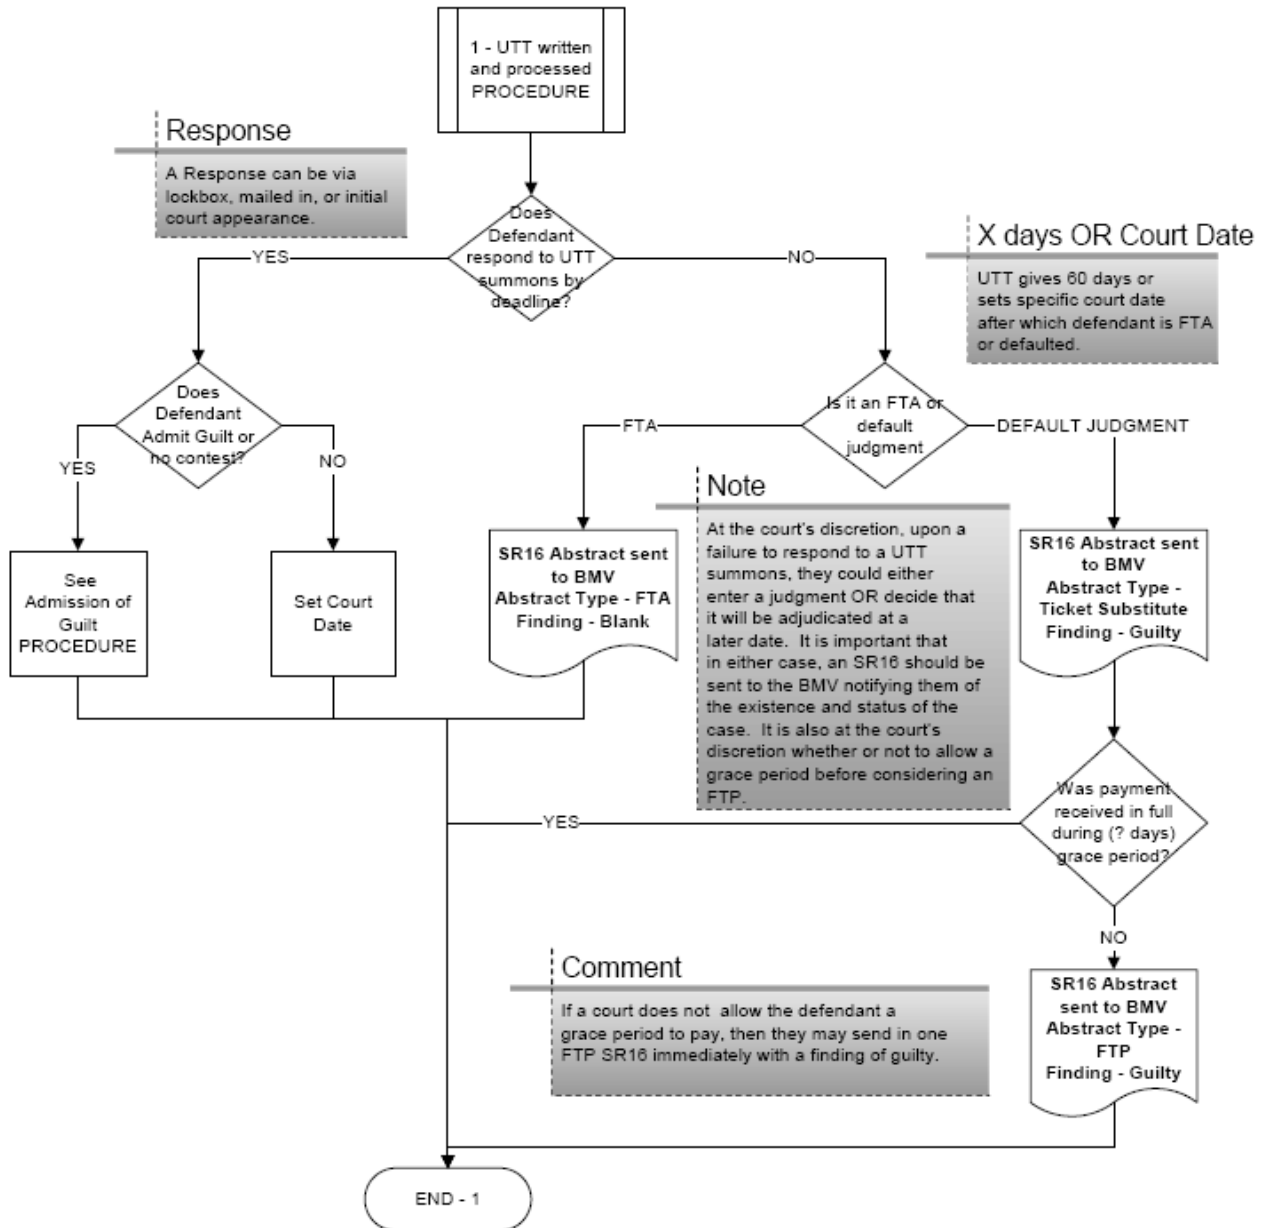 1 - UTT written
and processed
PROCEDURE
Response
A Response can be via
lockbox, mailed in, or initial
court appearance.
Does
Defendant
respond to UTT
summons by
deadline?
YES
NO
X days OR Court Date
UTT gives 60 days or
sets specific court date
after which defendant is FTA
or defaulted.
Does
Defendant
Admit Guilt or
no contest?
YES
NO
Is it an FTA or
default
judgment
FTA
DEFAULT JUDGMENT
See
Admission of
Guilt
PROCEDURE
Set Court
Date
SR16 Abstract sent
to BMV
Abstract Type - FTA
Finding - Blank
Note
At the court's discretion, upon a
failure to respond to a UTT
summons, they could either
enter a judgment OR decide that
it will be adjudicated at a
later date.  It is important that
in either case, an SR16 should be
sent to the BMV notifying them of
the existence and status of the
case.  It is also at the court's
discretion whether or not to allow a
grace period before considering an
FTP.
SR16 Abstract sent
to BMV
Abstract Type -
Ticket Substitute
Finding - Guilty
Was payment
received in full
during (? days)
grace period?
YES
NO
Comment
If a court does not  allow the defendant a
grace period to pay, then they may send in one
FTP SR16 immediately with a finding of guilty.
SR16 Abstract
sent to BMV
Abstract Type -
FTP
Finding - Guilty
END - 1